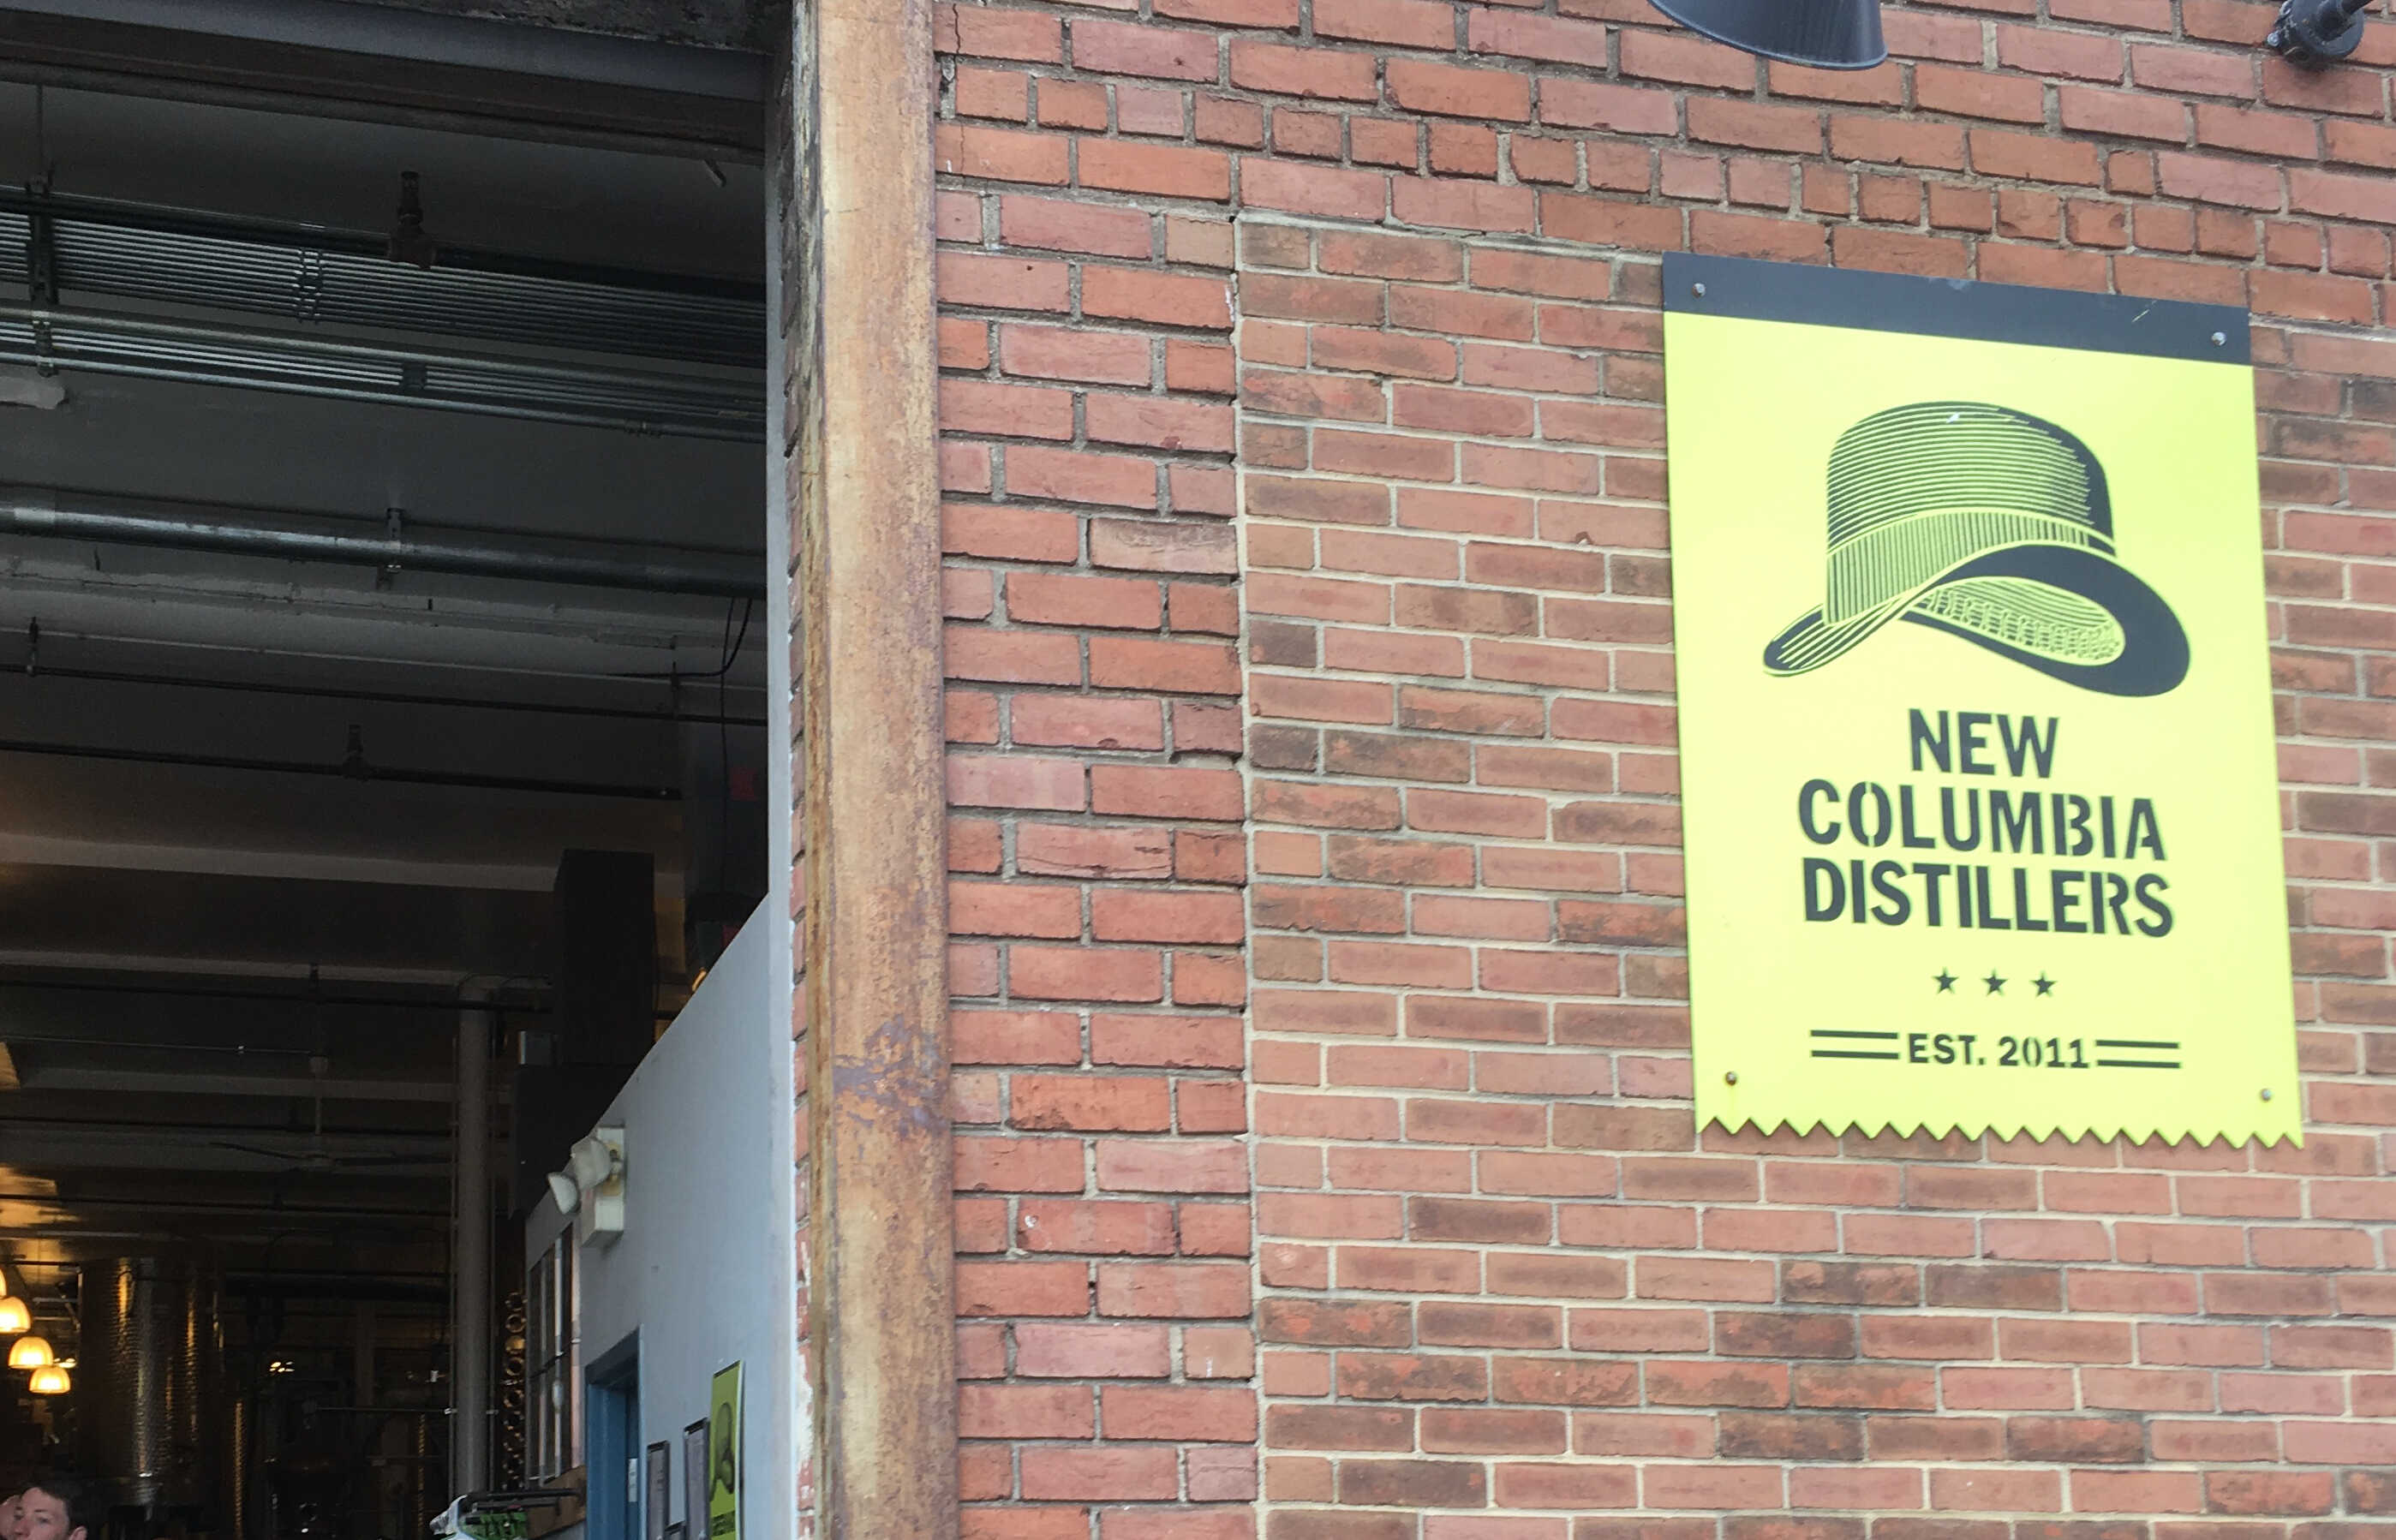 NEW
COLUMBIA
DISTILLERS
EST. 2011